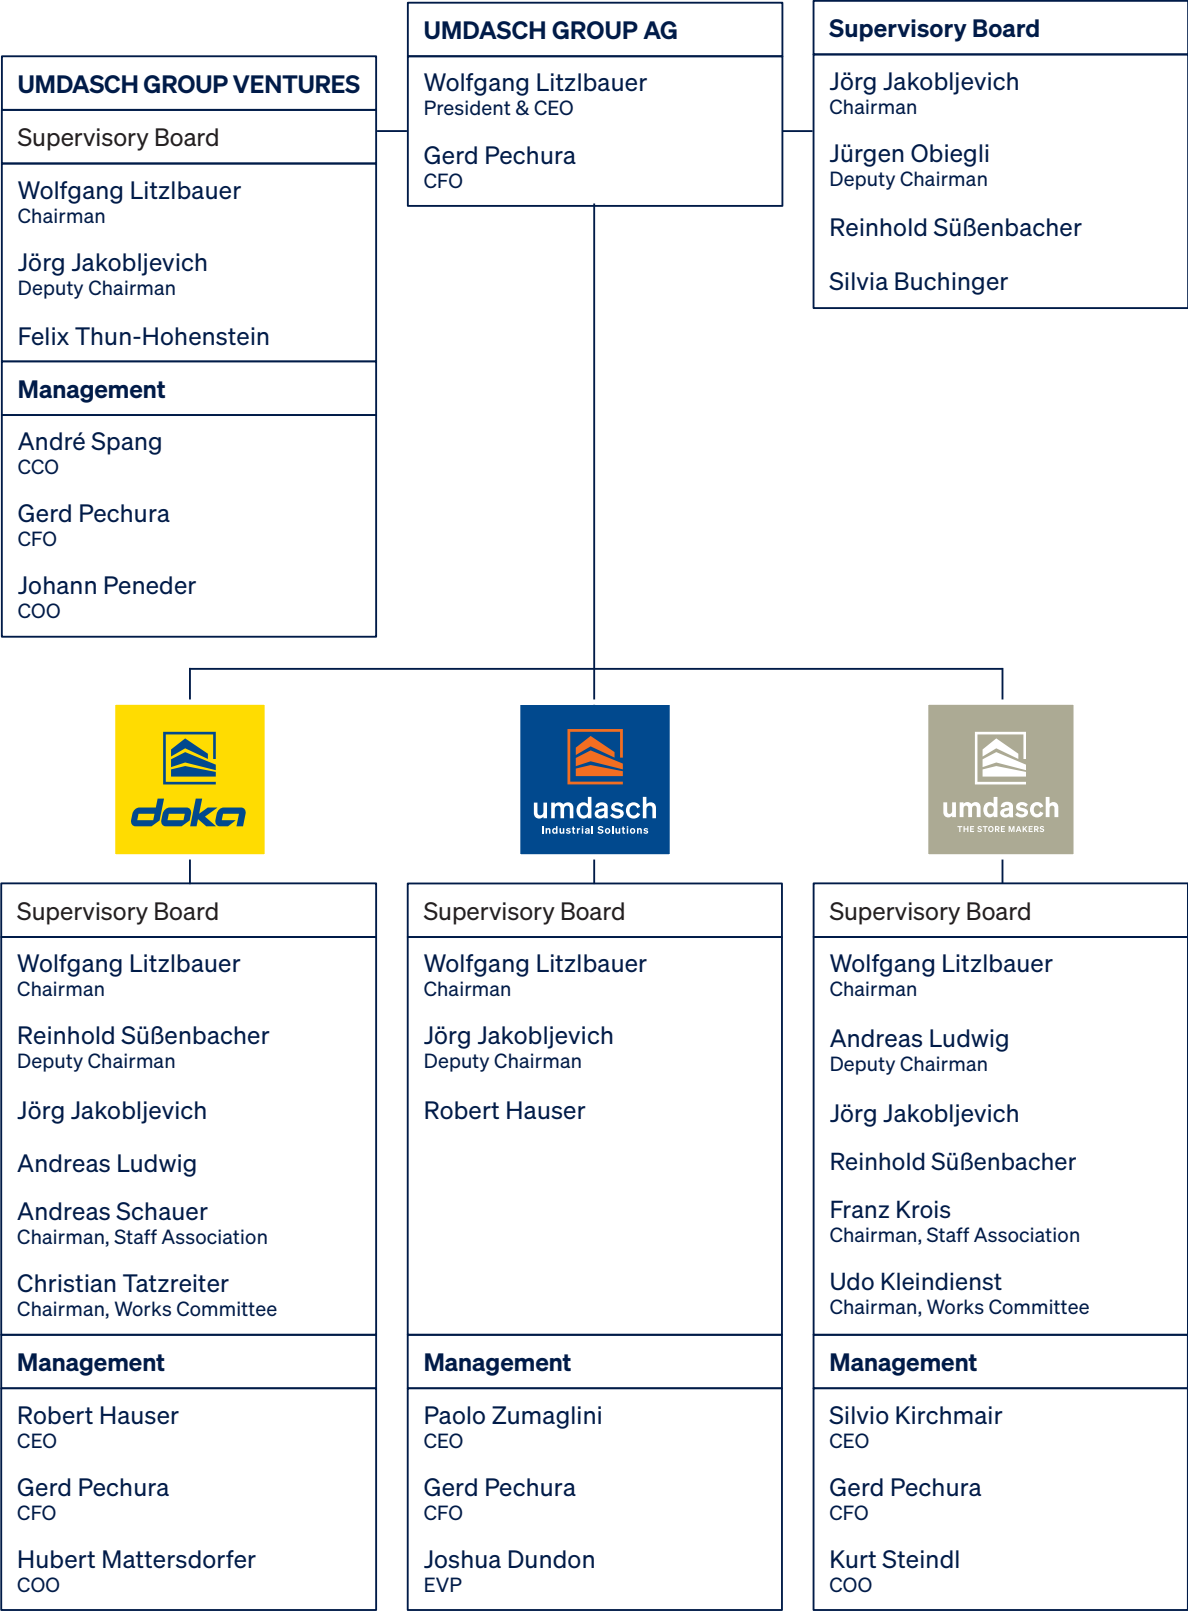 UMDASCH GROUP AG
Wolfgang Litzlbauer
President & CEO
Gerd Pechura
CFO
Supervisory Board
Jörg Jakobljevich
Chairman
Jürgen Obiegli
Deputy Chairman
Reinhold Süßenbacher
Silvia Buchinger
UMDASCH GROUP VENTURES
Supervisory Board
Wolfgang Litzlbauer
Chairman
Jörg Jakobljevich
Deputy Chairman
Felix Thun-Hohenstein
Management
André Spang
CCO
Gerd Pechura
CFO
Johann Peneder
COO
doka
Supervisory Board
Wolfgang Litzlbauer
Chairman
Reinhold Süßenbacher
Deputy Chairman
Jörg Jakobljevich
Andreas Ludwig
Andreas Schauer
Chairman, Staff Association
Christian Tatzreiter
Chairman, Works Committee
Management
Robert Hauser
CEO
Gerd Pechura
CFO
Hubert Mattersdorfer
COO
umdasch
Industrial Solutions
Supervisory Board
Wolfgang Litzlbauer
Chairman
Jörg Jakobljevich
Deputy Chairman
Robert Hauser
Management
Paolo Zumaglini
CEO
Gerd Pechura
CFO
Joshua Dundon
EVP
umdasch
THE STORE MAKERS
Supervisory Board
Wolfgang Litzlbauer
Chairman
Andreas Ludwig
Deputy Chairman
Jörg Jakobljevich
Reinhold Süßenbacher
Franz Krois
Chairman, Staff Association
Udo Kleindienst
Chairman, Works Committee
Management
Silvio Kirchmair
CEO
Gerd Pechura
CFO
Kurt Steindl
COO